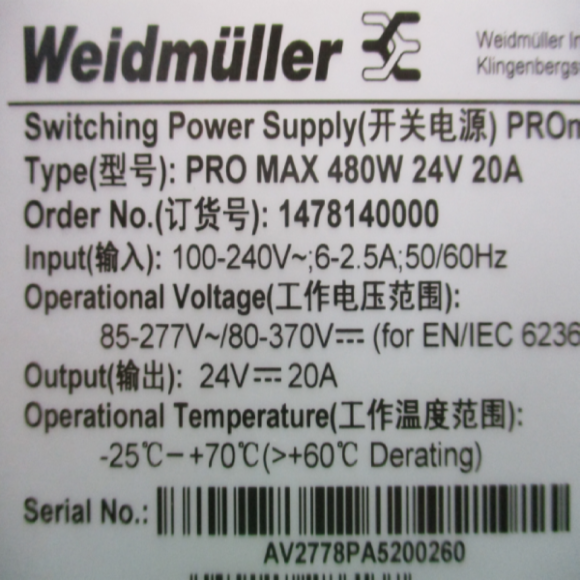 Weidmüller
Weidmüller In
Klingenbergs
Switching Power Supply(开关电源) PROm
Type(型号): PRO MAX 480W 24V 20A
Order No.(订货号): 1478140000
Input(输入): 100-240V~;6-2.5A;50/60Hz
Operational Voltage(工作电压范围):
85-277V~/80-370V⎓ (for EN/IEC 6236
Output(输出): 24V⎓20A
Operational Temperature(工作温度范围):
-25℃–+70℃(>+60℃ Derating)
Serial No.:
AV2778PA5200260